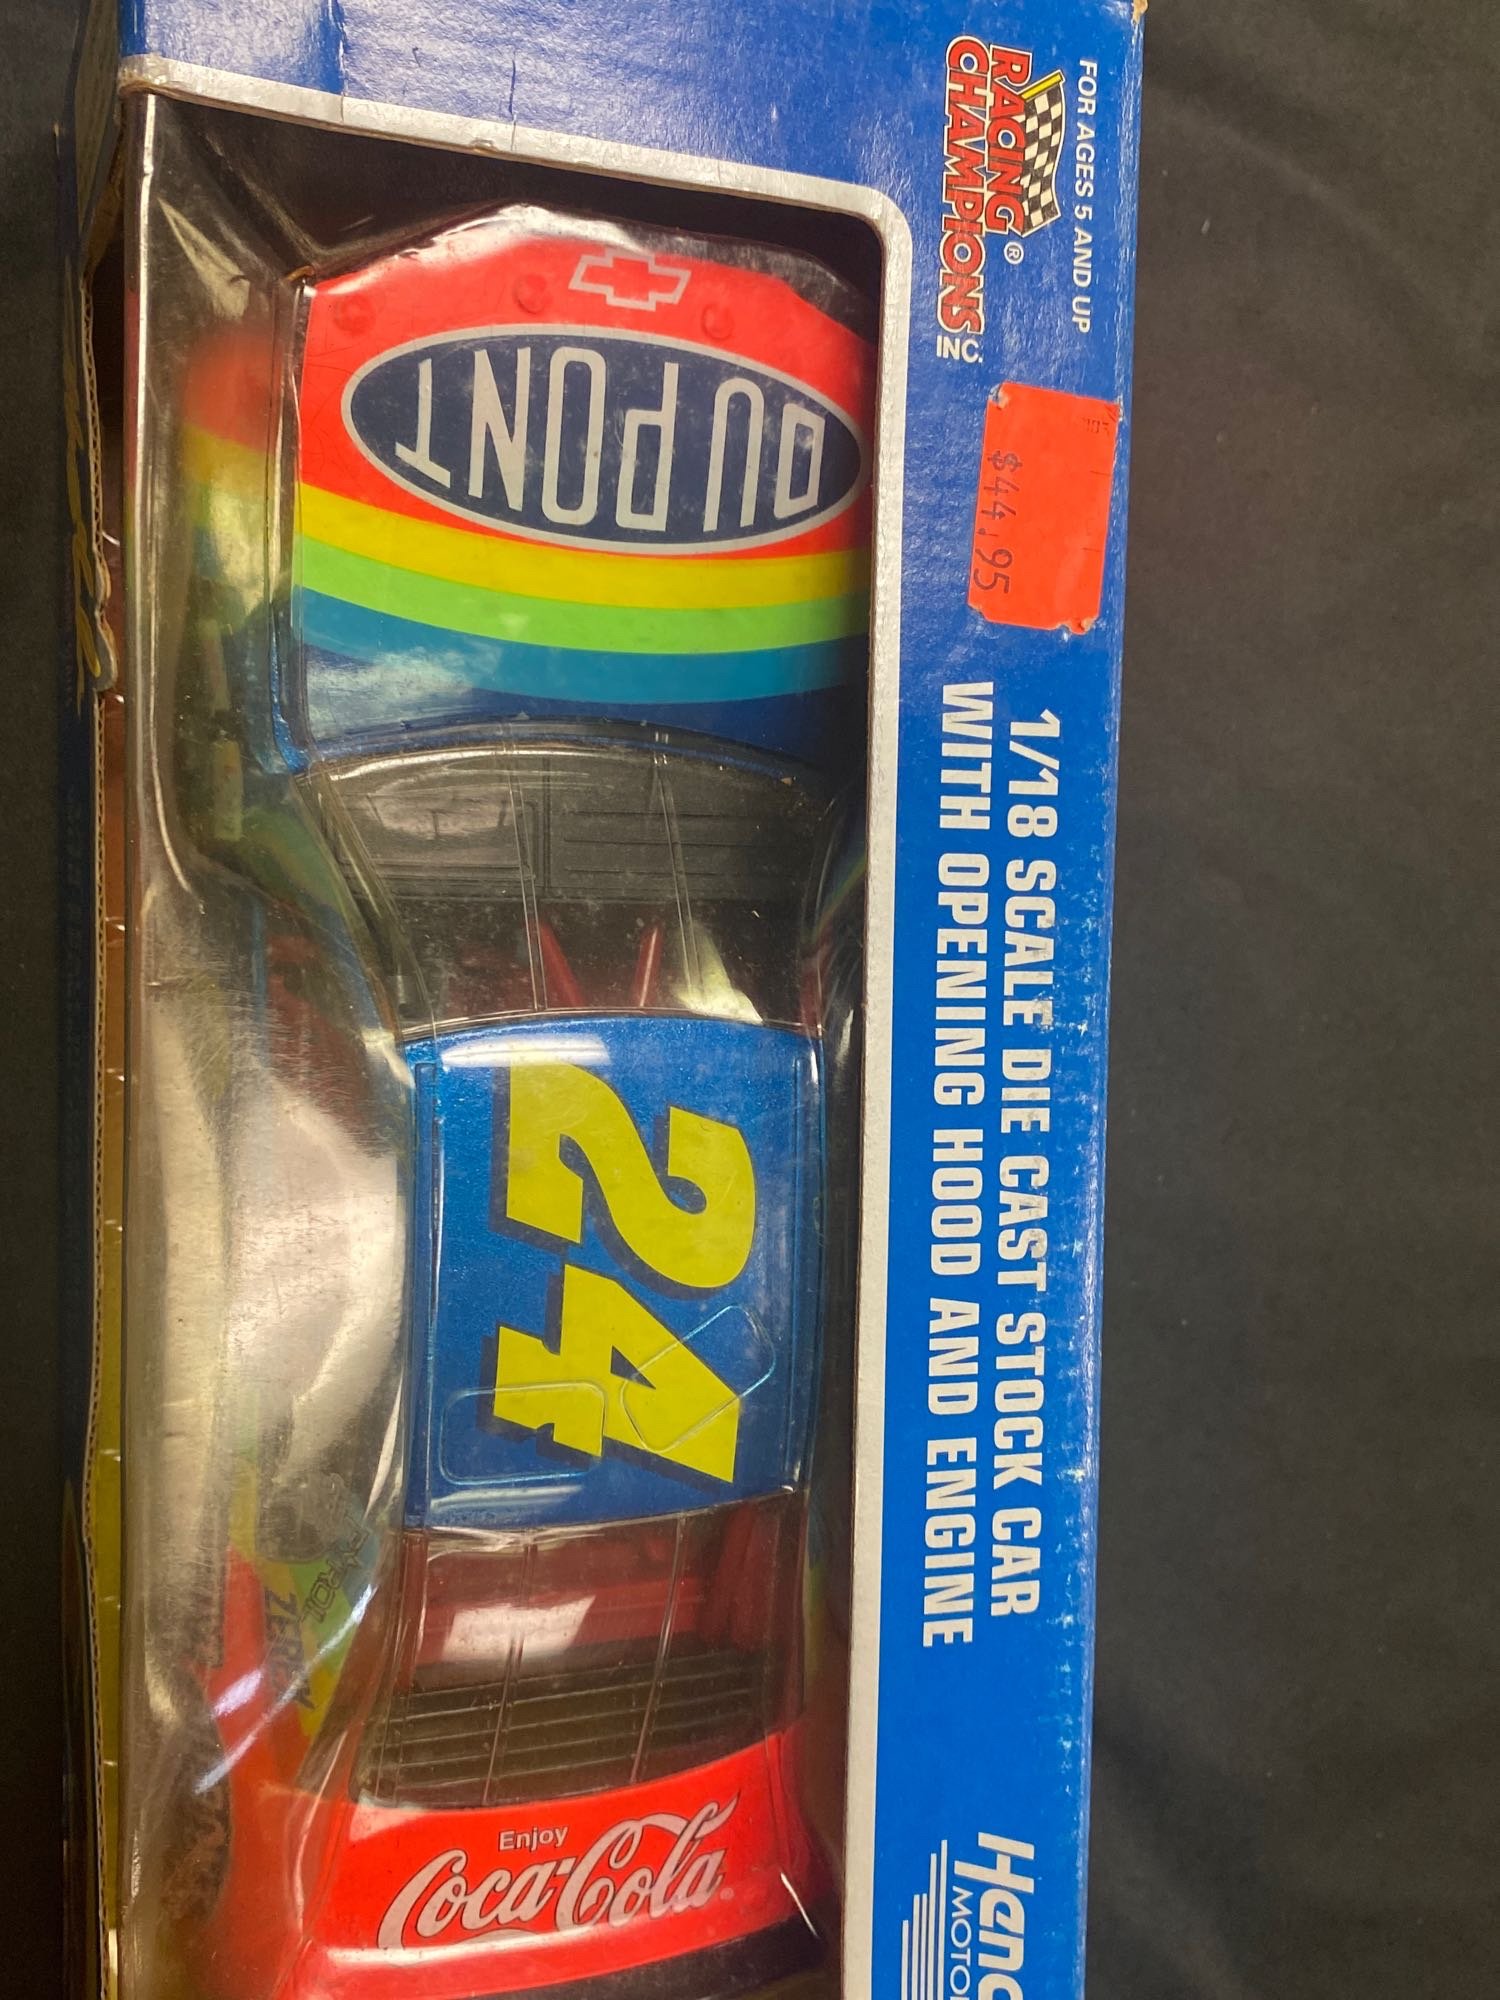 FOR AGES 5 AND UP
RACING®
CHAMPIONS
INC.
$44.95
1/18 SCALE DIE CAST STOCK CAR
WITH OPENING HOOD AND ENGINE
DUPONT
24
Enjoy
Coca-Cola